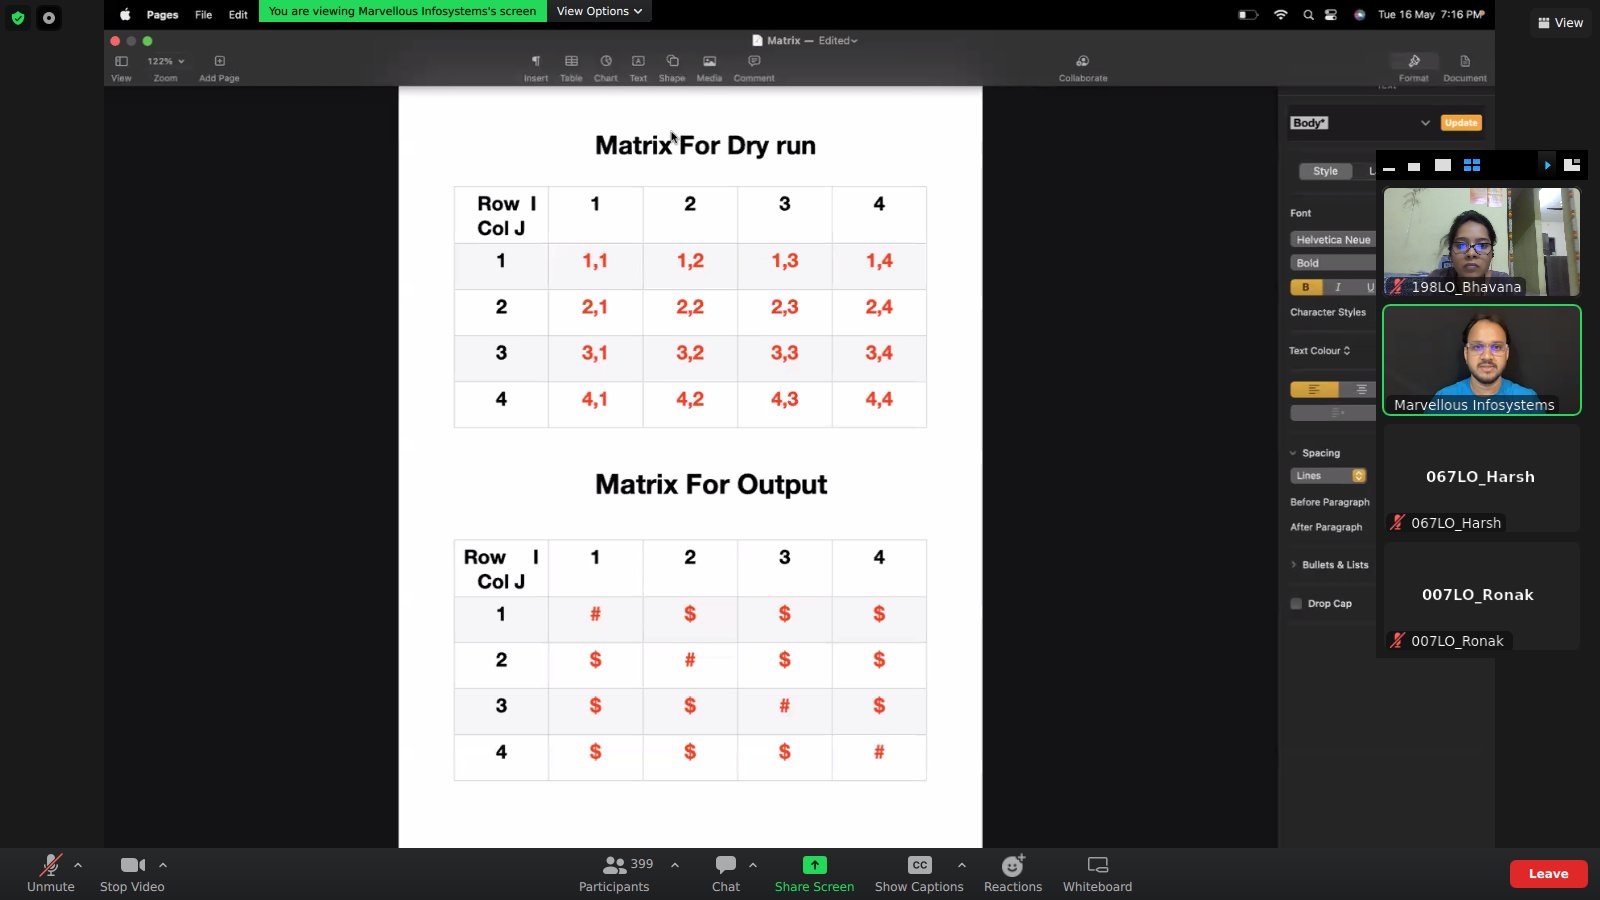 Pages File Edit
You are viewing Marvellous Infosystems's screen View Options
Tue 16 May 7:16 PM
View
Matrix — Edited
122%
View Zoom Add Page
Insert Table Chart Text Shape Media Comment
Collaborate
Format Document
Matrix For Dry run
Row I Col J 1 2 3 4
1 1,1 1,2 1,3 1,4
2 2,1 2,2 2,3 2,4
3 3,1 3,2 3,3 3,4
4 4,1 4,2 4,3 4,4
Matrix For Output
Row I Col J 1 2 3 4
1 # $ $ $
2 $ # $ $
3 $ $ # $
4 $ $ $ #
Body*
Update
Style
Font
Helvetica Neue
Bold
B I U
Character Styles
Text Colour
Spacing
Lines
Before Paragraph
After Paragraph
Bullets & Lists
Drop Cap
198LO_Bhavana
Marvellous Infosystems
067LO_Harsh
067LO_Harsh
007LO_Ronak
007LO_Ronak
Unmute
Stop Video
399
Participants
Chat
Share Screen
CC
Show Captions
Reactions
Whiteboard
Leave